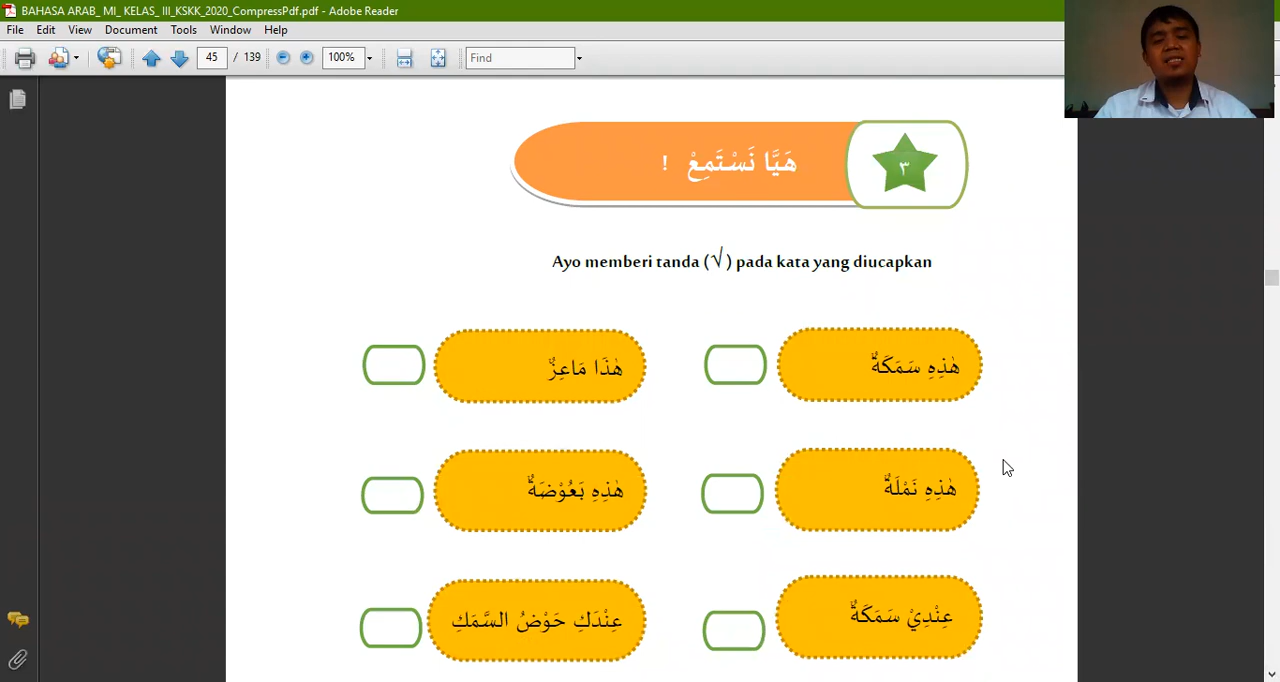 BAHASA ARAB_ MI_ KELAS_ III_KSKK_2020_CompressPdf.pdf - Adobe Reader
File Edit View Document Tools Window Help
45 / 139 100% Find
٣ هَيَّا نَسْتَمِعْ !
Ayo memberi tanda (√) pada kata yang diucapkan
هٰذِهِ سَمَكَةٌ هٰذَا مَاعِزٌ
هٰذِهِ نَمْلَةٌ هٰذِهِ بَعُوْضَةٌ
عِنْدِيْ سَمَكَةٌ عِنْدَكِ حَوْضُ السَّمَكِ